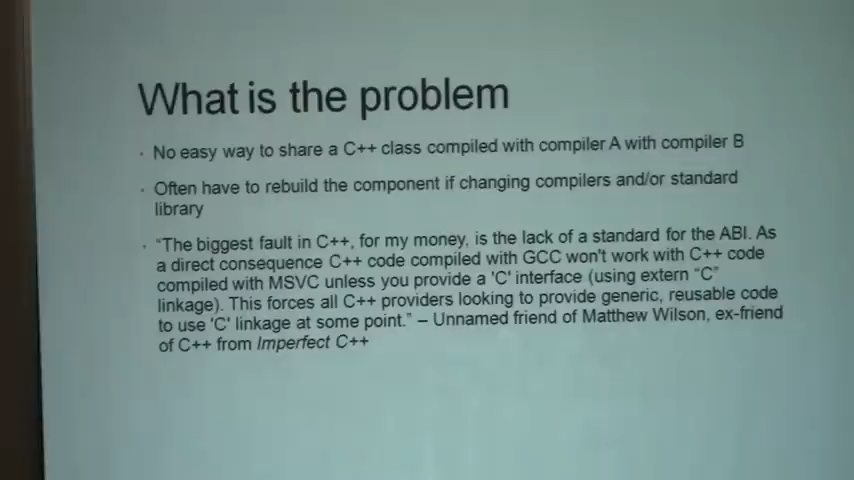 What is the problem
· No easy way to share a C++ class compiled with compiler A with compiler B
· Often have to rebuild the component if changing compilers and/or standard
library
· “The biggest fault in C++, for my money, is the lack of a standard for the ABI. As
a direct consequence C++ code compiled with GCC won't work with C++ code
compiled with MSVC unless you provide a 'C' interface (using extern “C”
linkage). This forces all C++ providers looking to provide generic, reusable code
to use 'C' linkage at some point.” – Unnamed friend of Matthew Wilson, ex-friend
of C++ from Imperfect C++